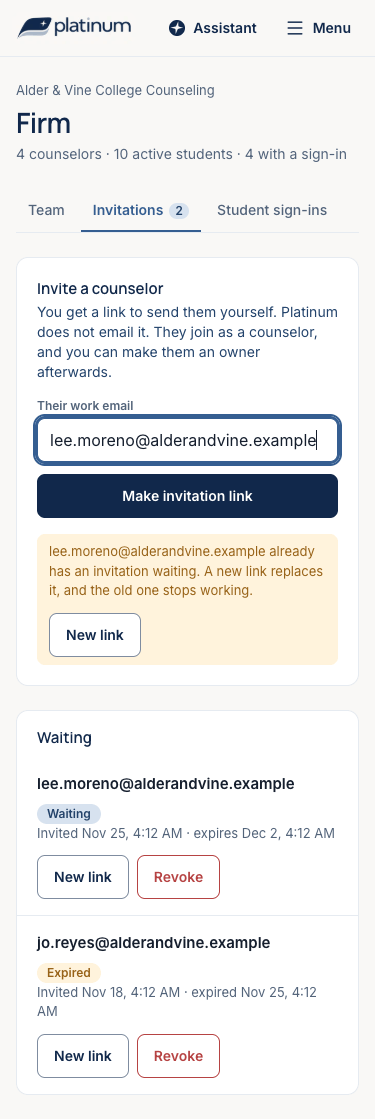 platinum
Assistant
Menu
Alder & Vine College Counseling
Firm
4 counselors · 10 active students · 4 with a sign-in
Team
Invitations 2
Student sign-ins
Invite a counselor
You get a link to send them yourself. Platinum
does not email it. They join as a counselor,
and you can make them an owner
afterwards.
Their work email
lee.moreno@alderandvine.example
Make invitation link
lee.moreno@alderandvine.example already
has an invitation waiting. A new link replaces
it, and the old one stops working.
New link
Waiting
lee.moreno@alderandvine.example
Waiting
Invited Nov 25, 4:12 AM · expires Dec 2, 4:12 AM
New link
Revoke
jo.reyes@alderandvine.example
Expired
Invited Nov 18, 4:12 AM · expired Nov 25, 4:12
AM
New link
Revoke